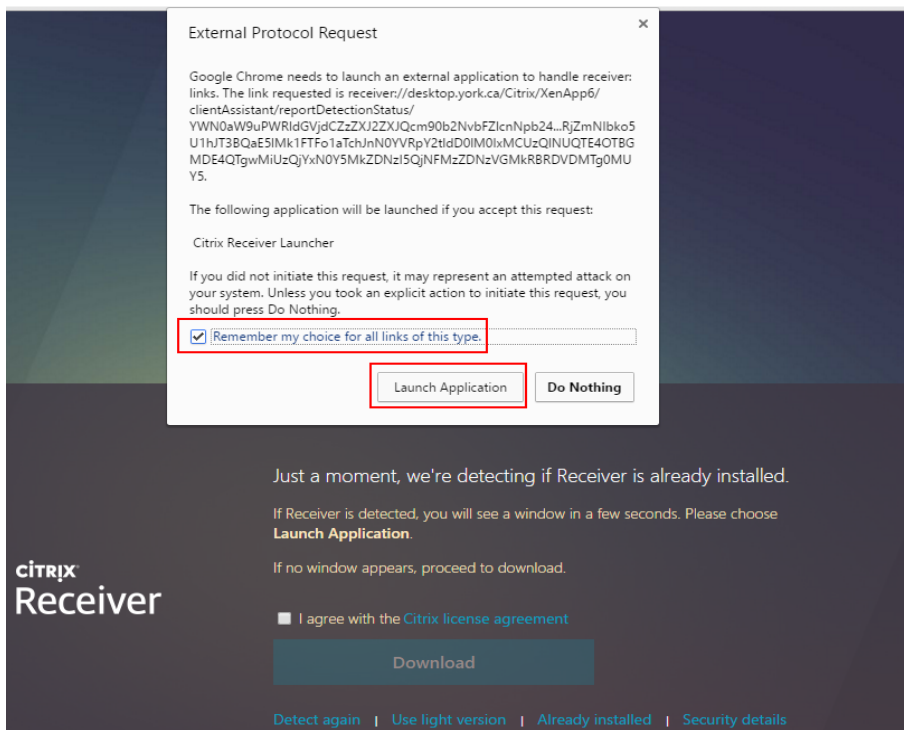 External Protocol Request
Google Chrome needs to launch an external application to handle receiver:
links. The link requested is receiver://desktop.york.ca/Citrix/XenApp6/
clientAssistant/reportDetectionStatus/
YWN0aW9uPWRldGVjdCZzZXJ2ZXJQcm90b2NvbFZlcnNpb24...RjZmNlbko5
U1hJT3BQaE5lMk1FTFo1aTchJnN0YVRpY2tldD0lM0IxMCUzQlNUQTE4OTBG
MDE4QTgwMiUzQjYxN0Y5MkZDNzI5QjNFMzZDNzVGMkRBRDVDMTg0MU
Y5.
The following application will be launched if you accept this request:
Citrix Receiver Launcher
If you did not initiate this request, it may represent an attempted attack on
your system. Unless you took an explicit action to initiate this request, you
should press Do Nothing.
Remember my choice for all links of this type.
Launch Application Do Nothing
Just a moment, we're detecting if Receiver is already installed.
If Receiver is detected, you will see a window in a few seconds. Please choose
Launch Application.
If no window appears, proceed to download.
CITRIX
Receiver
I agree with the Citrix license agreement
Download
Detect again | Use light version | Already installed | Security details